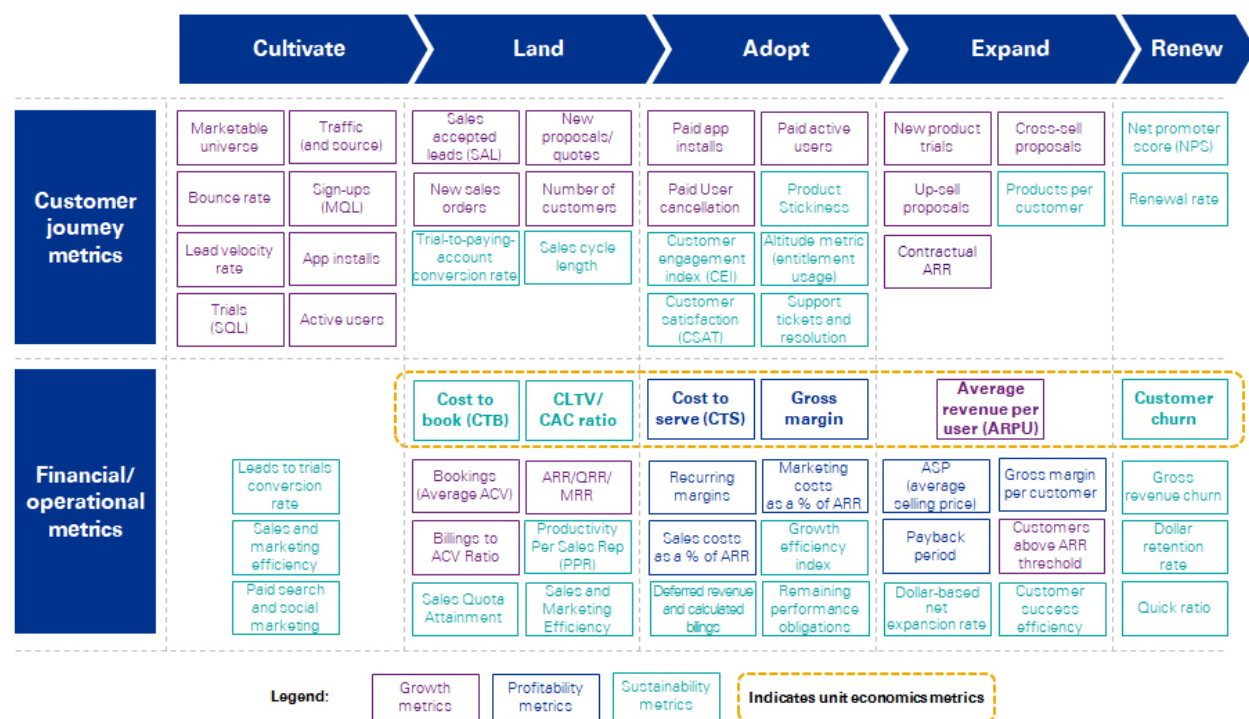 Cultivate
Land
Adopt
Expand
Renew
Customer
journey
metrics
Marketable
universe
Traffic
(and source)
Bounce rate
Sign-ups
(MQL)
Lead velocity
rate
App installs
Trials
(SQL)
Active users
Sales
accepted
leads (SAL)
New
proposals/
quotes
New sales
orders
Number of
customers
Trial-to-paying-
account
conversion rate
Sales cycle
length
Paid app
installs
Paid active
users
Paid User
cancellation
Product
Stickiness
Customer
engagement
index (CEI)
Altitude metric
(entitlement
usage)
Customer
satisfaction
(CSAT)
Support
tickets and
resolution
New product
trials
Cross-sell
proposals
Up-sell
proposals
Products per
customer
Contractual
ARR
Net promoter
score (NPS)
Renewal rate
Financial/
operational
metrics
Leads to trials
conversion
rate
Sales and
marketing
efficiency
Paid search
and social
marketing
Cost to
book (CTB)
CLTV/
CAC ratio
Bookings
(Average ACV)
ARR/QRR/
MRR
Billings to
ACV Ratio
Productivity
Per Sales Rep
(PPR)
Sales Quota
Attainment
Sales and
Marketing
Efficiency
Cost to
serve (CTS)
Gross
margin
Recurring
margins
Marketing
costs
as a % of ARR
Sales costs
as a % of ARR
Growth
efficiency
index
Deferred revenue
and calculated
bilings
Remaining
performance
obligations
Average
revenue per
user (ARPU)
ASP
(average
selling price)
Gross margin
per customer
Payback
period
Customers
above ARR
threshold
Dollar-based
net
expansion rate
Customer
success
efficiency
Customer
churn
Gross
revenue churn
Dollar
retention
rate
Quick ratio
Legend:
Growth
metrics
Profitability
metrics
Sustainability
metrics
Indicates unit economics metrics